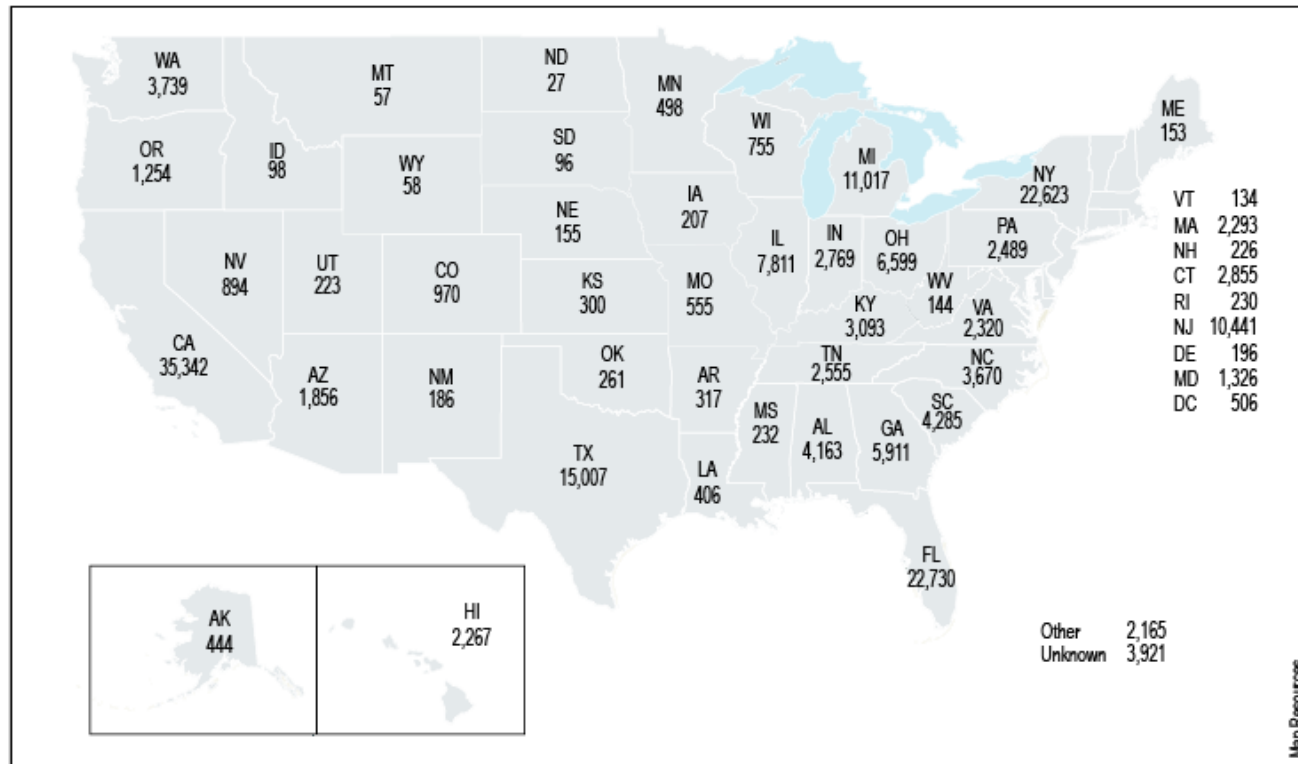 WA
3,739
MT
57
ND
27
MN
498
ME
153
OR
1,254
ID
98
WY
58
SD
96
WI
755
MI
11,017
NY
22,623
NE
155
IA
207
IL
7,811
IN
2,769
OH
6,599
PA
2,489
NV
894
UT
223
CO
970
KS
300
MO
555
KY
3,093
WV
144
VA
2,320
CA
35,342
AZ
1,856
NM
186
OK
261
AR
317
TN
2,555
NC
3,670
MS
232
AL
4,163
GA
5,911
SC
4,285
TX
15,007
LA
406
FL
22,730
AK
444
HI
2,267
VT 134
MA 2,293
NH 226
CT 2,855
RI 230
NJ 10,441
DE 196
MD 1,326
DC 506
Other 2,165
Unknown 3,921
Map Resources